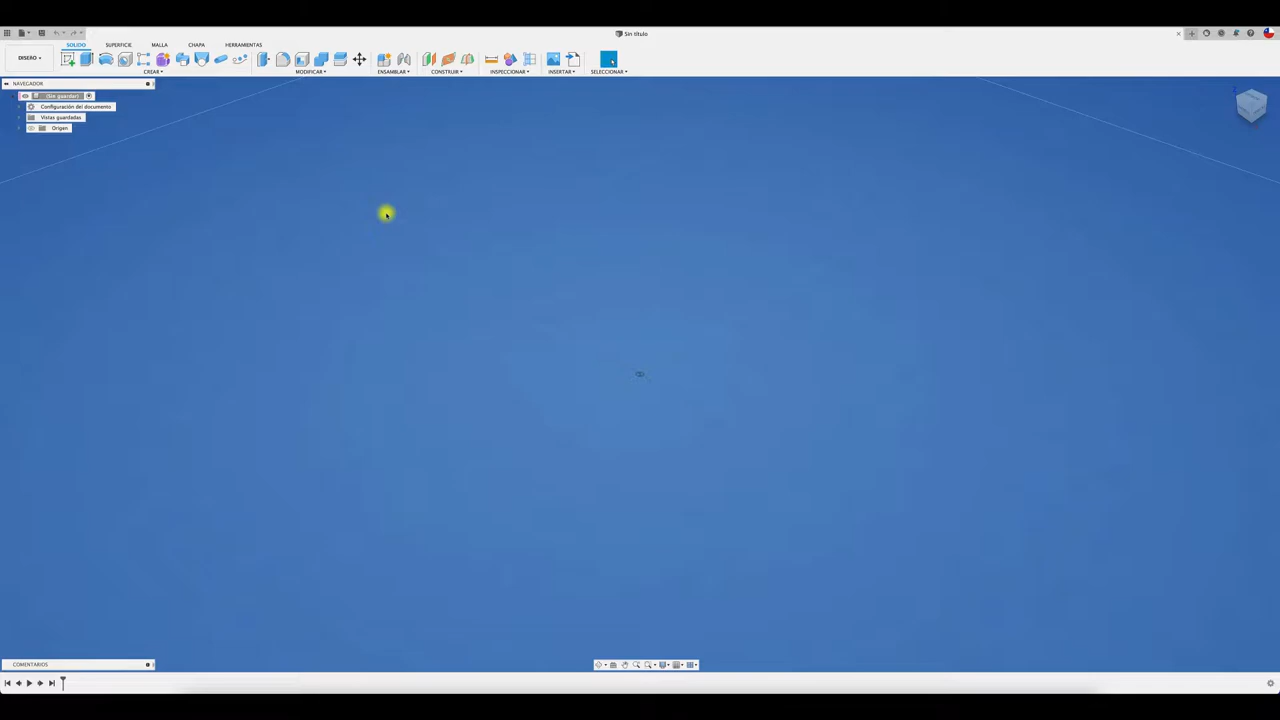 Sin título
SÓLIDO SUPERFICIE MALLA CHAPA HERRAMIENTAS
DISEÑO
CREAR MODIFICAR ENSAMBLAR CONSTRUIR INSPECCIONAR INSERTAR SELECCIONAR
NAVEGADOR
(Sin guardar)
Configuración del documento
Vistas guardadas
Origen
COMENTARIOS